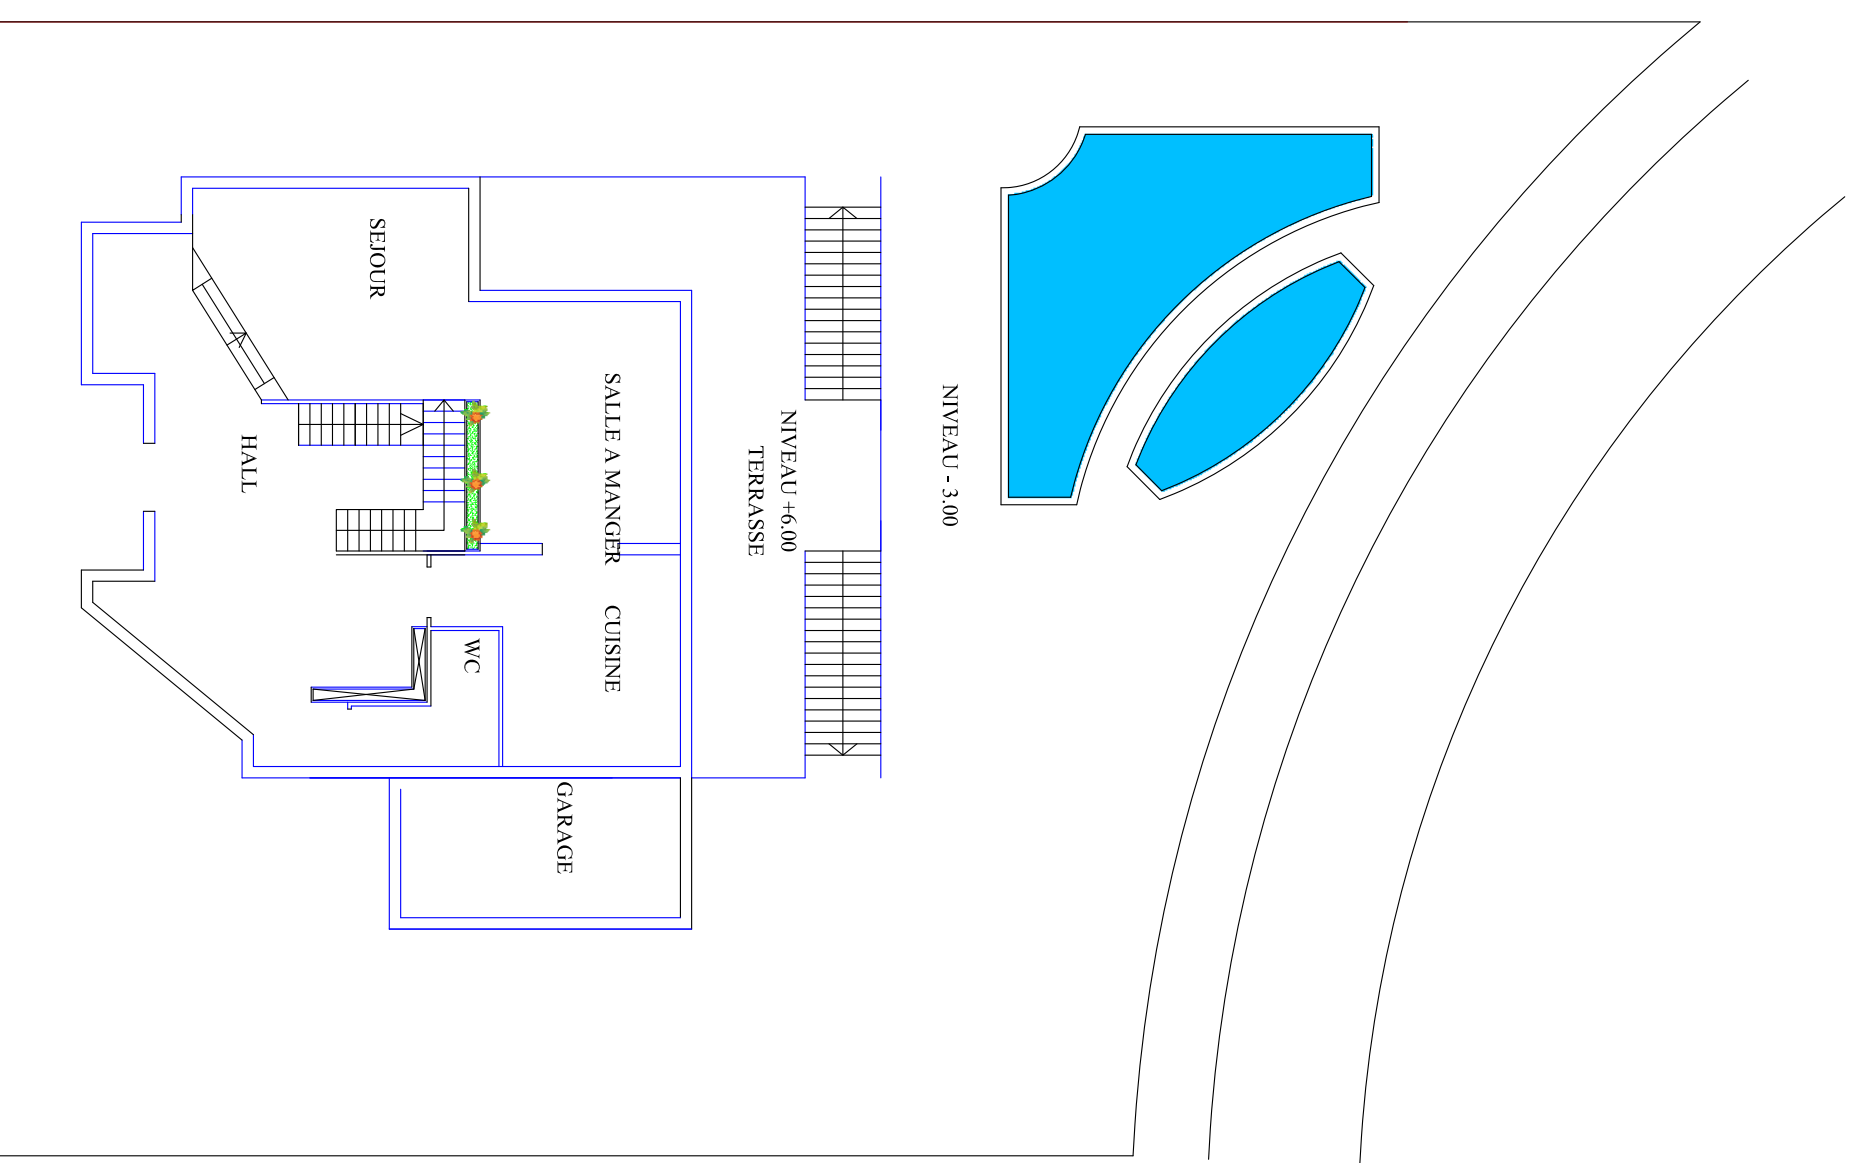 NIVEAU - 3.00
NIVEAU +6.00
TERRASSE
SALLE A MANGER
CUISINE
GARAGE
WC
SEJOUR
HALL